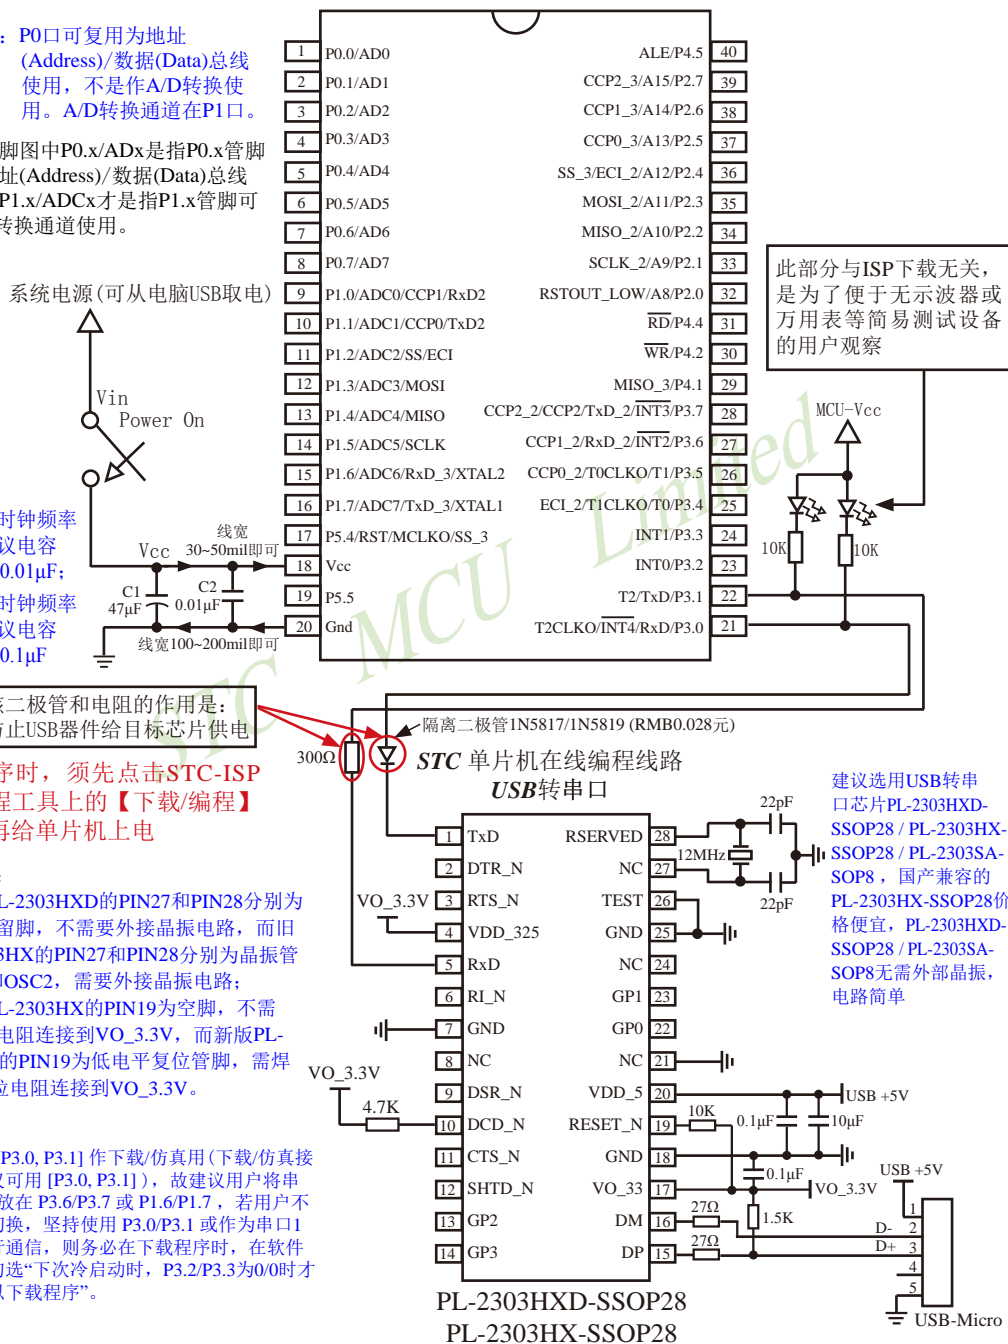 ：P0口可复用为地址
(Address)/数据(Data)总线
使用，不是作A/D转换使
用。A/D转换通道在P1口。
脚图中P0.x/ADx是指P0.x管脚
址(Address)/数据(Data)总线
P1.x/ADCx才是指P1.x管脚可
转换通道使用。
1 P0.0/AD0
2 P0.1/AD1
3 P0.2/AD2
4 P0.3/AD3
5 P0.4/AD4
6 P0.5/AD5
7 P0.6/AD6
8 P0.7/AD7
9 P1.0/ADC0/CCP1/RxD2
10 P1.1/ADC1/CCP0/TxD2
11 P1.2/ADC2/SS/ECI
12 P1.3/ADC3/MOSI
13 P1.4/ADC4/MISO
14 P1.5/ADC5/SCLK
15 P1.6/ADC6/RxD_3/XTAL2
16 P1.7/ADC7/TxD_3/XTAL1
17 P5.4/RST/MCLKO/SS_3
18 Vcc
19 P5.5
20 Gnd
ALE/P4.5 40
CCP2_3/A15/P2.7 39
CCP1_3/A14/P2.6 38
CCP0_3/A13/P2.5 37
SS_3/ECI_2/A12/P2.4 36
MOSI_2/A11/P2.3 35
MISO_2/A10/P2.2 34
SCLK_2/A9/P2.1 33
RSTOUT_LOW/A8/P2.0 32
RD/P4.4 31
WR/P4.2 30
MISO_3/P4.1 29
CCP2_2/CCP2/TxD_2/INT3/P3.7 28
CCP1_2/RxD_2/INT2/P3.6 27
CCP0_2/T0CLKO/T1/P3.5 26
ECI_2/T1CLKO/T0/P3.4 25
INT1/P3.3 24
INT0/P3.2 23
T2/TxD/P3.1 22
T2CLKO/INT4/RxD/P3.0 21
系统电源(可从电脑USB取电)
Vin
Power On
此部分与ISP下载无关，
是为了便于无示波器或
万用表等简易测试设备
的用户观察
MCU-Vcc
10K
10K
时钟频率
议电容
0.01μF；
时钟频率
议电容
0.1μF
Vcc
线宽
30~50mil即可
C1
47μF
C2
0.01μF
线宽100~200mil即可
STC MCU Limited
该二极管和电阻的作用是：
防止USB器件给目标芯片供电
300Ω
隔离二极管1N5817/1N5819 (RMB0.028元)
STC 单片机在线编程线路
USB转串口
序时，须先点击STC-ISP
程工具上的【下载/编程】
再给单片机上电
1 TxD
2 DTR_N
3 RTS_N
4 VDD_325
5 RxD
6 RI_N
7 GND
8 NC
9 DSR_N
10 DCD_N
11 CTS_N
12 SHTD_N
13 GP2
14 GP3
RSERVED 28
NC 27
TEST 26
GND 25
NC 24
GP1 23
GP0 22
NC 21
VDD_5 20
RESET_N 19
GND 18
VO_33 17
DM 16
DP 15
VO_3.3V
VO_3.3V
4.7K
22pF
12MHz
22pF
建议选用USB转串
口芯片PL-2303HXD-
SSOP28 / PL-2303HX-
SSOP28 / PL-2303SA-
SOP8 ，国产兼容的
PL-2303HX-SSOP28价
格便宜，PL-2303HXD-
SSOP28 / PL-2303SA-
SOP8无需外部晶振，
电路简单
：
PL-2303HXD的PIN27和PIN28分别为
留脚，不需要外接晶振电路，而旧
3HX的PIN27和PIN28分别为晶振管
OSC2，需要外接晶振电路；
PL-2303HX的PIN19为空脚，不需
电阻连接到VO_3.3V，而新版PL-
的PIN19为低电平复位管脚，需焊
位电阻连接到VO_3.3V。
[P3.0, P3.1] 作下载/仿真用(下载/仿真接
仅可用 [P3.0, P3.1] )，故建议用户将串
放在 P3.6/P3.7 或 P1.6/P1.7，若用户不
切换，坚持使用 P3.0/P3.1 或作为串口1
行通信，则务必在下载程序时，在软件
勾选“下次冷启动时，P3.2/P3.3为0/0时才
以下载程序”。
USB +5V
10K
0.1μF
10μF
0.1μF
VO_3.3V
27Ω
27Ω
1.5K
USB +5V
D-
D+
1
2
3
4
5
USB-Micro
PL-2303HXD-SSOP28
PL-2303HX-SSOP28